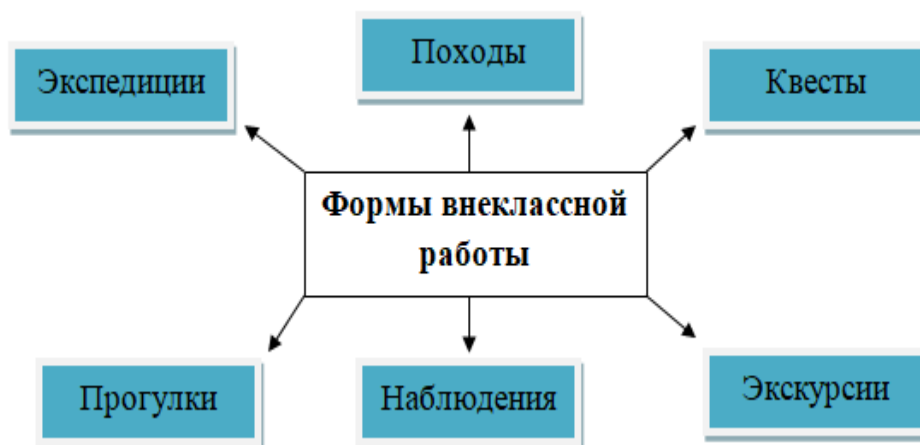 Походы
Экспедиции
Квесты
Формы внеклассной
работы
Прогулки
Наблюдения
Экскурсии